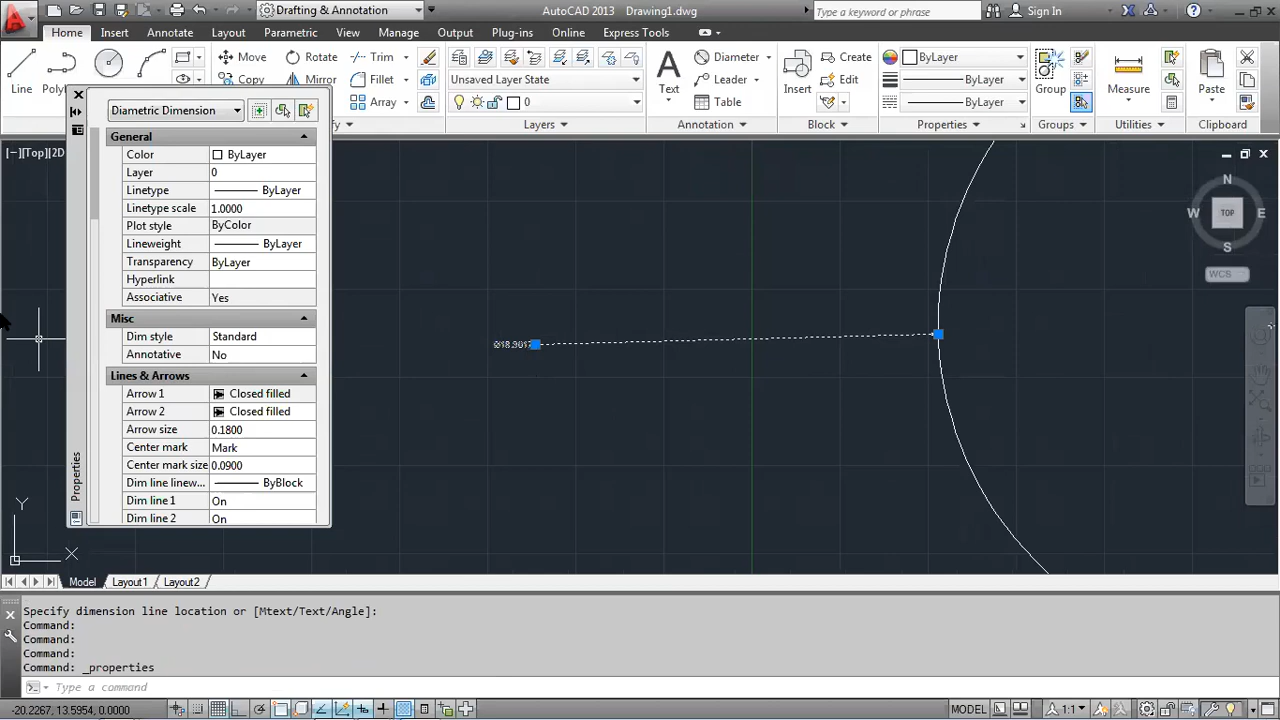 Drafting & Annotation
AutoCAD 2013 Drawing1.dwg
Type a keyword or phrase
Sign In
Home Insert Annotate Layout Parametric View Manage Output Plug-ins Online Express Tools
Line
Move
Rotate
Trim
Copy
Mirror
Fillet
Array
Unsaved Layer State
0
Layers
Text
Diameter
Leader
Table
Annotation
Insert
Create
Edit
Block
ByLayer
ByLayer
ByLayer
Properties
Group
Groups
Measure
Utilities
Paste
Clipboard
Diametric Dimension
General
Color ByLayer
Layer 0
Linetype ByLayer
Linetype scale 1.0000
Plot style ByColor
Lineweight ByLayer
Transparency ByLayer
Hyperlink
Associative Yes
Misc
Dim style Standard
Annotative No
Lines & Arrows
Arrow 1 Closed filled
Arrow 2 Closed filled
Arrow size 0.1800
Center mark Mark
Center mark size 0.0900
Dim line linew... ByBlock
Dim line 1 On
Dim line 2 On
Properties
[−][Top][2D
N
W TOP E
S
WCS
Y
X
Model Layout1 Layout2
Specify dimension line location or [Mtext/Text/Angle]:
Command:
Command:
Command:
Command: _properties
Type a command
-20.2267, 13.5954, 0.0000
MODEL
1:1